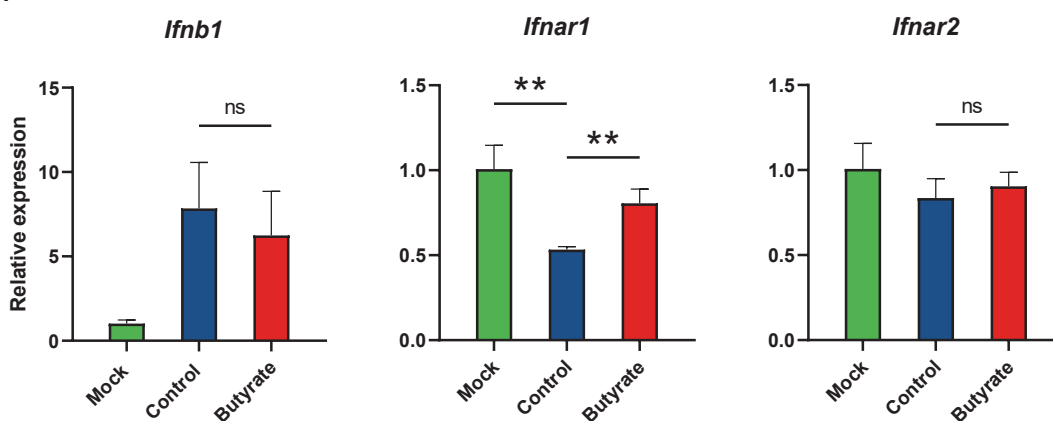 Ifnb1
Relative expression
15
10
5
0
ns
Mock
Control
Butyrate
Ifnar1
1.5
1.0
0.5
0.0
**
**
Mock
Control
Butyrate
Ifnar2
1.5
1.0
0.5
0.0
ns
Mock
Control
Butyrate